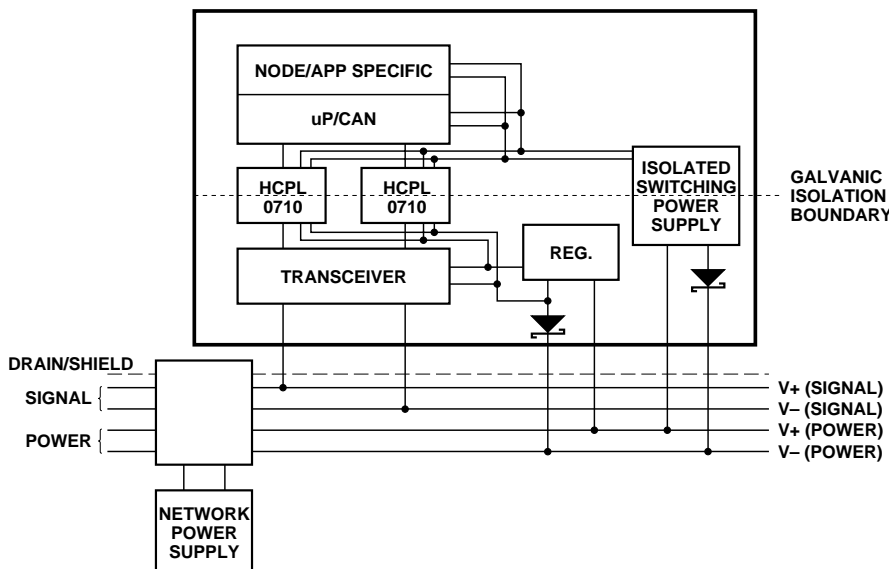 NODE/APP SPECIFIC
uP/CAN
HCPL
0710
HCPL
0710
ISOLATED
SWITCHING
POWER
SUPPLY
GALVANIC
ISOLATION
BOUNDARY
TRANSCEIVER
REG.
DRAIN/SHIELD
SIGNAL
POWER
V+ (SIGNAL)
V– (SIGNAL)
V+ (POWER)
V– (POWER)
NETWORK
POWER
SUPPLY